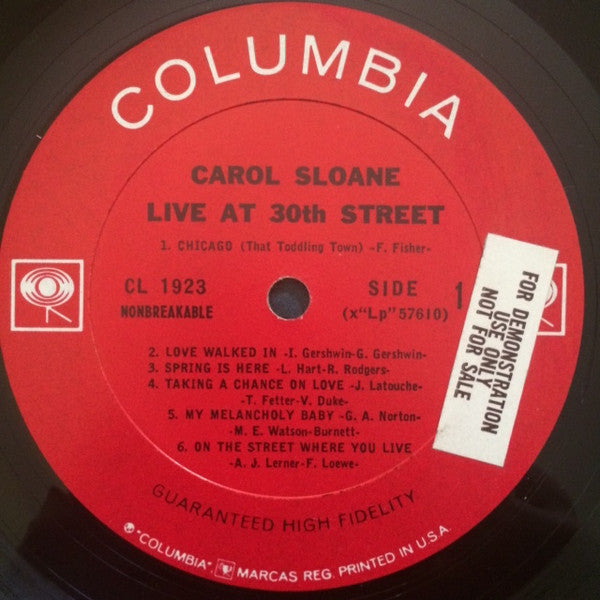 COLUMBIA
CAROL SLOANE
LIVE AT 30th STREET
1. CHICAGO (That Toddling Town) -F. Fisher-
CL 1923
NONBREAKABLE
SIDE 1
(x"Lp"57610)
FOR DEMONSTRATION
USE ONLY
NOT FOR SALE
2. LOVE WALKED IN -I. Gershwin-G. Gershwin-
3. SPRING IS HERE -L. Hart-R. Rodgers-
4. TAKING A CHANCE ON LOVE -J. Latouche-
-T. Fetter-V. Duke-
5. MY MELANCHOLY BABY -G. A. Norton-
-M. E. Watson-Burnett-
6. ON THE STREET WHERE YOU LIVE
-A. J. Lerner-F. Loewe-
GUARANTEED HIGH FIDELITY
® "COLUMBIA", MARCAS REG. PRINTED IN U.S.A.